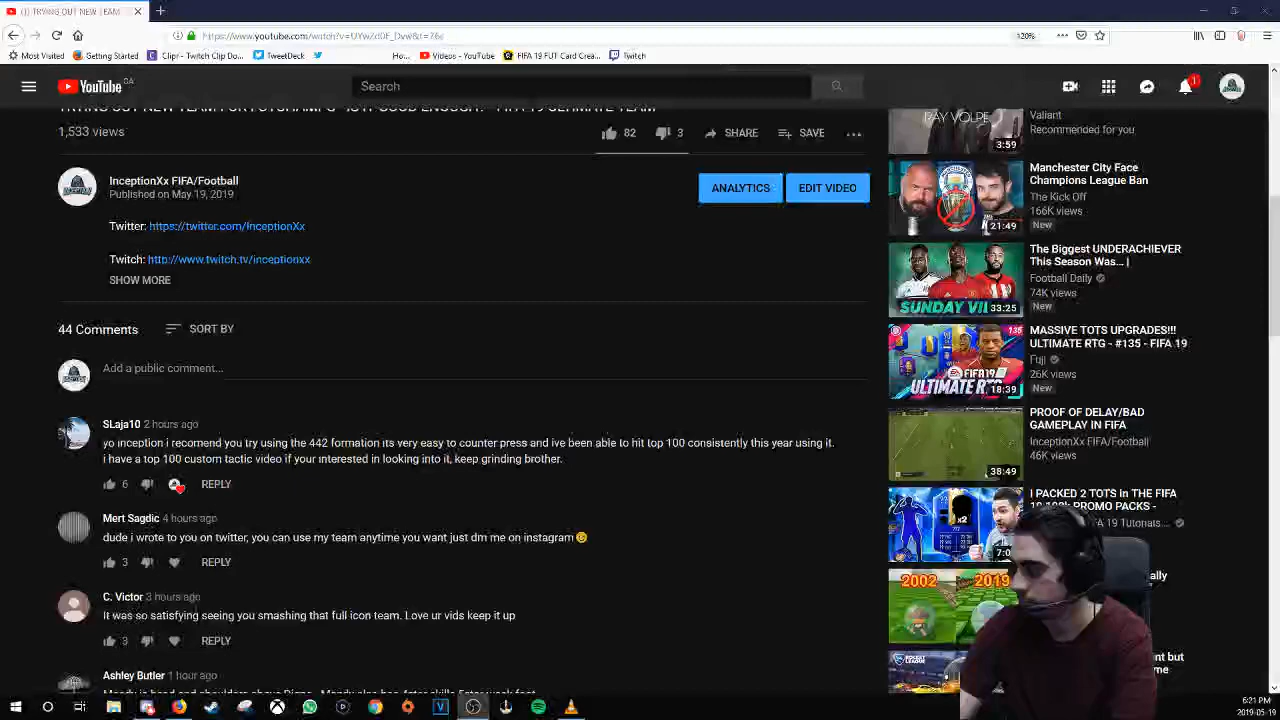 TRYING OUT NEW TEAM
https://www.youtube.com/watch?v=
120%
Most Visited
Getting Started
Clipr - Twitch Clip Do...
TweetDeck
Ho...
Videos - YouTube
FIFA 19 FUT Card Crea...
Twitch
YouTube CA
Search
1
TRYING OUT NEW TEAM FOR FUTCHAMPS - IS IT GOOD ENOUGH? - FIFA 19 ULTIMATE TEAM
1,533 views
82
3
SHARE
SAVE
InceptionXx FIFA/Football
Published on May 19, 2019
ANALYTICS
EDIT VIDEO
Twitter: https://twitter.com/InceptionXx
Twitch: http://www.twitch.tv/inceptionxx
SHOW MORE
44 Comments
SORT BY
Add a public comment...
SLaja10 2 hours ago
yo inception i recomend you try using the 442 formation its very easy to counter press and ive been able to hit top 100 consistently this year using it.
i have a top 100 custom tactic video if your interested in looking into it, keep grinding brother.
6
REPLY
Mert Sagdic 4 hours ago
dude i wrote to you on twitter, you can use my team anytime you want just dm me on instagram 😉
3
REPLY
C. Victor 3 hours ago
It was so satisfying seeing you smashing that full icon team. Love ur vids keep it up
3
REPLY
Ashley Butler 1 hour ago
PAY VOLPE
3:59
Valiant
Recommended for you
21:49
Manchester City Face
Champions League Ban
The Kick Off
166K views
New
SUNDAY
33:25
The Biggest UNDERACHIEVER
This Season Was... |
Football Daily
74K views
New
135
FIFA 19
ULTIMATE RTG
18:39
MASSIVE TOTS UPGRADES!!!
ULTIMATE RTG - #135 - FIFA 19
Fuji
26K views
New
38:49
PROOF OF DELAY/BAD
GAMEPLAY IN FIFA
InceptionXx FIFA/Football
46K views
x2
7:0
I PACKED 2 TOTS in THE FIFA
19 100k PROMO PACKS -
FIFA 19 Tutorials...
2002
2019
ROCKET
LEAGUE
6:21 PM
2019-05-19